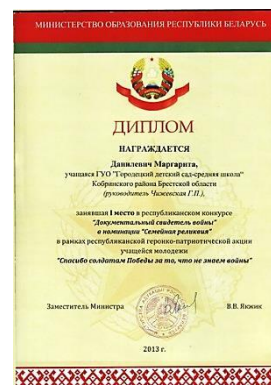 МИНИСТЕРСТВО ОБРАЗОВАНИЯ РЕСПУБЛИКИ БЕЛАРУСЬ
ДИПЛОМ
НАГРАЖДАЕТСЯ
Данилевич Маргарита,
учащаяся ГУО "Городецкий детский сад-средняя школа"
Кобринского района Брестской области
(руководитель Чижевская Г.П.),
занявшая I место в республиканском конкурсе
"Документальный свидетель войны"
в номинации "Семейная реликвия"
в рамках республиканской героико-патриотической акции
учащейся молодежи
"Спасибо солдатам Победы за то, что не знаем войны"
Заместитель Министра В.В. Якжик
2013 г.